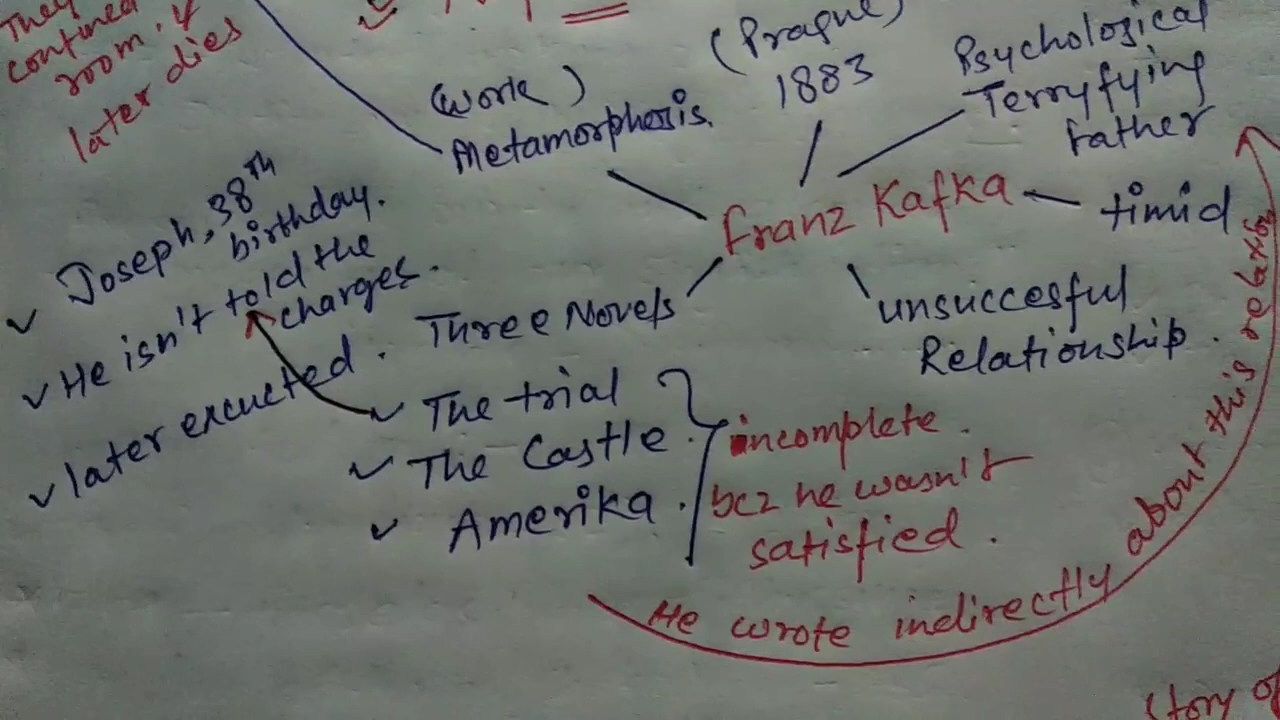 They
confined
room, &
later dies
(work)
Metamorphosis.
(Prague)
1883
Psychological
Terryfying
father
Franz Kafka
timid
unsuccesful
Relationship.
Joseph, 38th
birthday.
He isn't told the
charges.
later excucted.
Three Novels
The trial
The Castle.
Amerika.
incomplete.
bcz he wasn't
satisfied.
He wrote indirectly about this relation
Story of